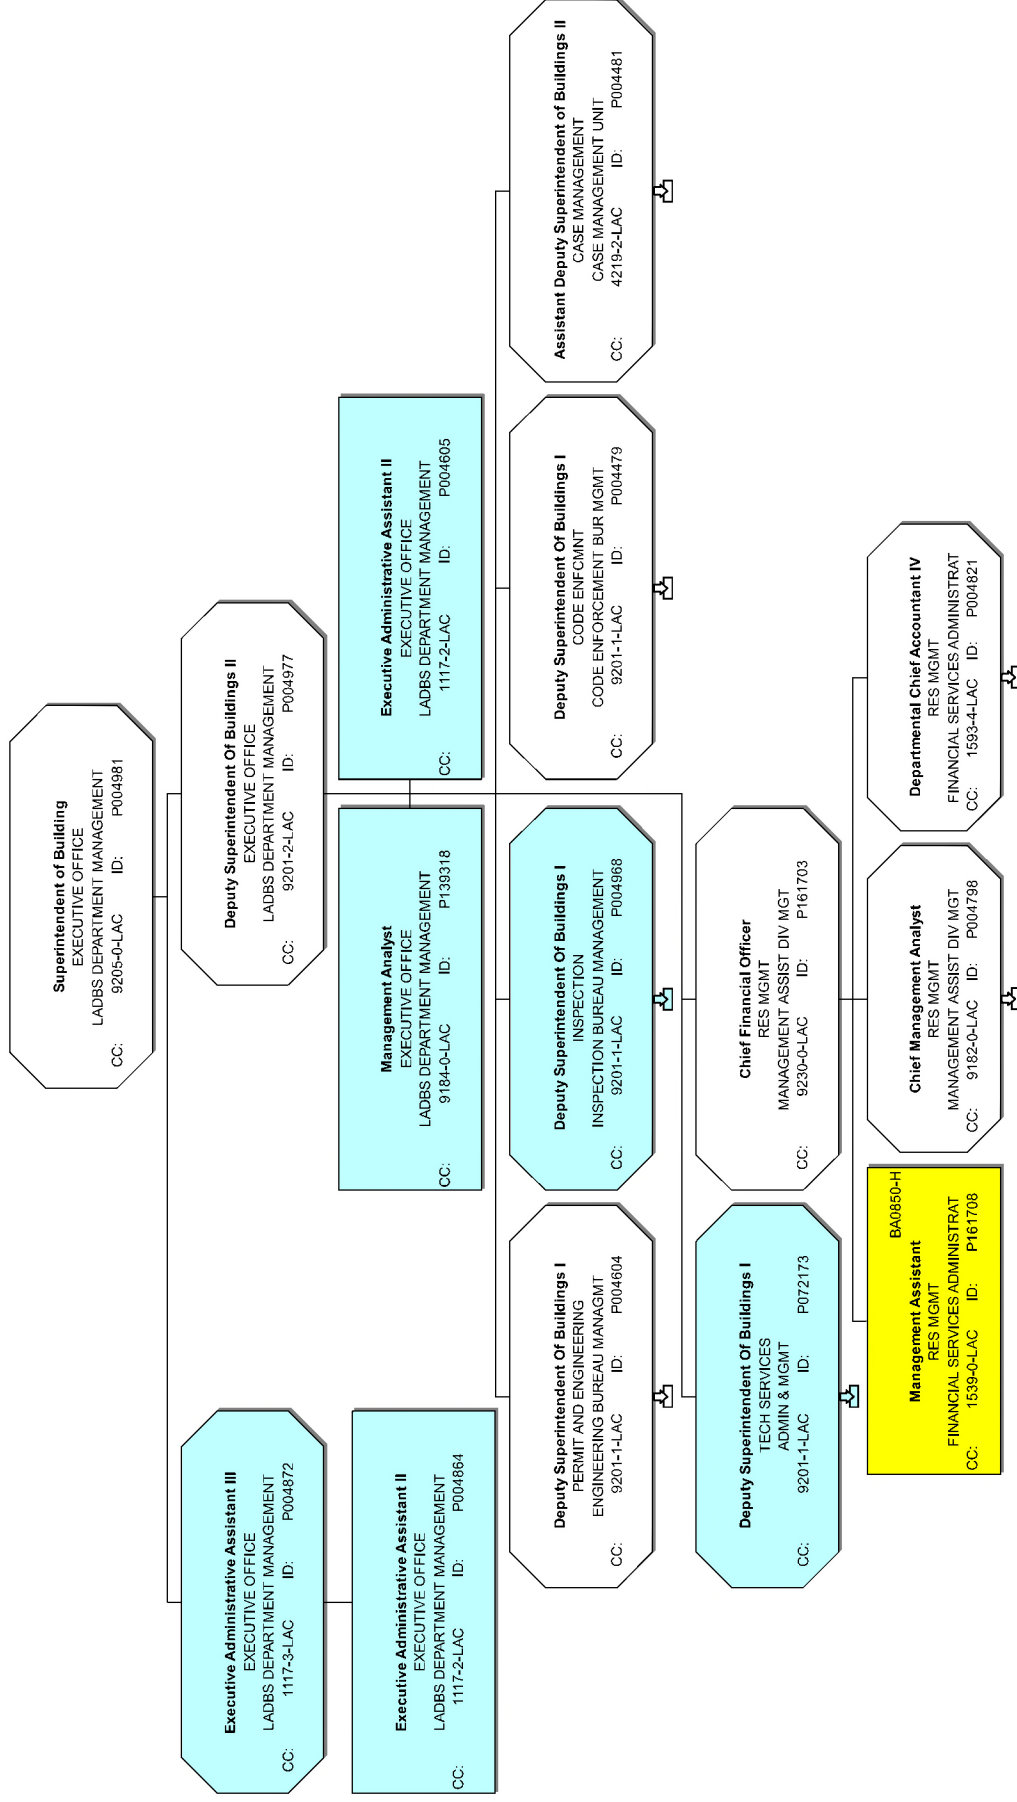 Superintendent of Building
EXECUTIVE OFFICE
LADBS DEPARTMENT MANAGEMENT
CC: 9205-0-LAC ID: P004981
Executive Administrative Assistant III
EXECUTIVE OFFICE
LADBS DEPARTMENT MANAGEMENT
CC: 1117-3-LAC ID: P004872
Deputy Superintendent Of Buildings II
EXECUTIVE OFFICE
LADBS DEPARTMENT MANAGEMENT
CC: 9201-2-LAC ID: P004977
Executive Administrative Assistant II
EXECUTIVE OFFICE
LADBS DEPARTMENT MANAGEMENT
CC: 1117-2-LAC ID: P004864
Management Analyst
EXECUTIVE OFFICE
LADBS DEPARTMENT MANAGEMENT
CC: 9184-0-LAC ID: P139318
Executive Administrative Assistant II
EXECUTIVE OFFICE
LADBS DEPARTMENT MANAGEMENT
CC: 1117-2-LAC ID: P004605
Deputy Superintendent Of Buildings I
PERMIT AND ENGINEERING
ENGINEERING BUREAU MANAGMT
CC: 9201-1-LAC ID: P004604
Deputy Superintendent Of Buildings I
INSPECTION
INSPECTION BUREAU MANAGEMENT
CC: 9201-1-LAC ID: P004968
Deputy Superintendent Of Buildings I
CODE ENFCMNT
CODE ENFORCEMENT BUR MGMT
CC: 9201-1-LAC ID: P004479
Assistant Deputy Superintendent of Buildings II
CASE MANAGEMENT
CASE MANAGEMENT UNIT
CC: 4219-2-LAC ID: P004481
Deputy Superintendent Of Buildings I
TECH SERVICES
ADMIN & MGMT
CC: 9201-1-LAC ID: P072173
Chief Financial Officer
RES MGMT
MANAGEMENT ASSIST DIV MGT
CC: 9230-0-LAC ID: P161703
BA0850-H
Management Assistant
RES MGMT
FINANCIAL SERVICES ADMINISTRAT
CC: 1539-0-LAC ID: P161708
Chief Management Analyst
RES MGMT
MANAGEMENT ASSIST DIV MGT
CC: 9182-0-LAC ID: P004798
Departmental Chief Accountant IV
RES MGMT
FINANCIAL SERVICES ADMINISTRAT
CC: 1593-4-LAC ID: P004821